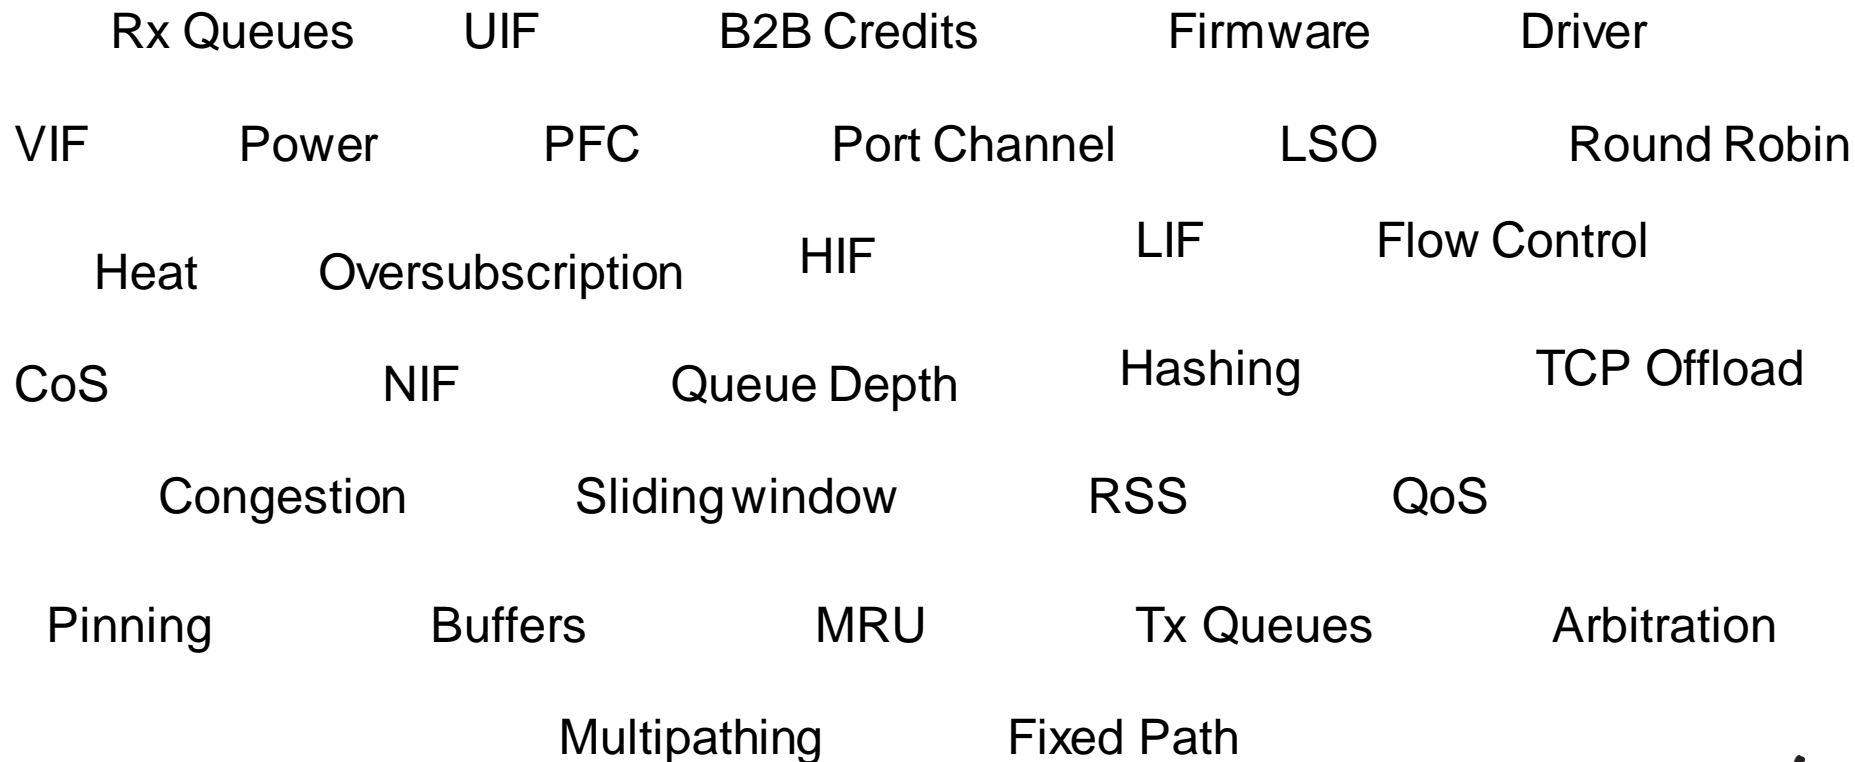 Rx Queues UIF B2B Credits Firmware Driver
VIF Power PFC Port Channel LSO Round Robin
Heat Oversubscription HIF LIF Flow Control
CoS NIF Queue Depth Hashing TCP Offload
Congestion Sliding window RSS QoS
Pinning Buffers MRU Tx Queues Arbitration
Multipathing Fixed Path